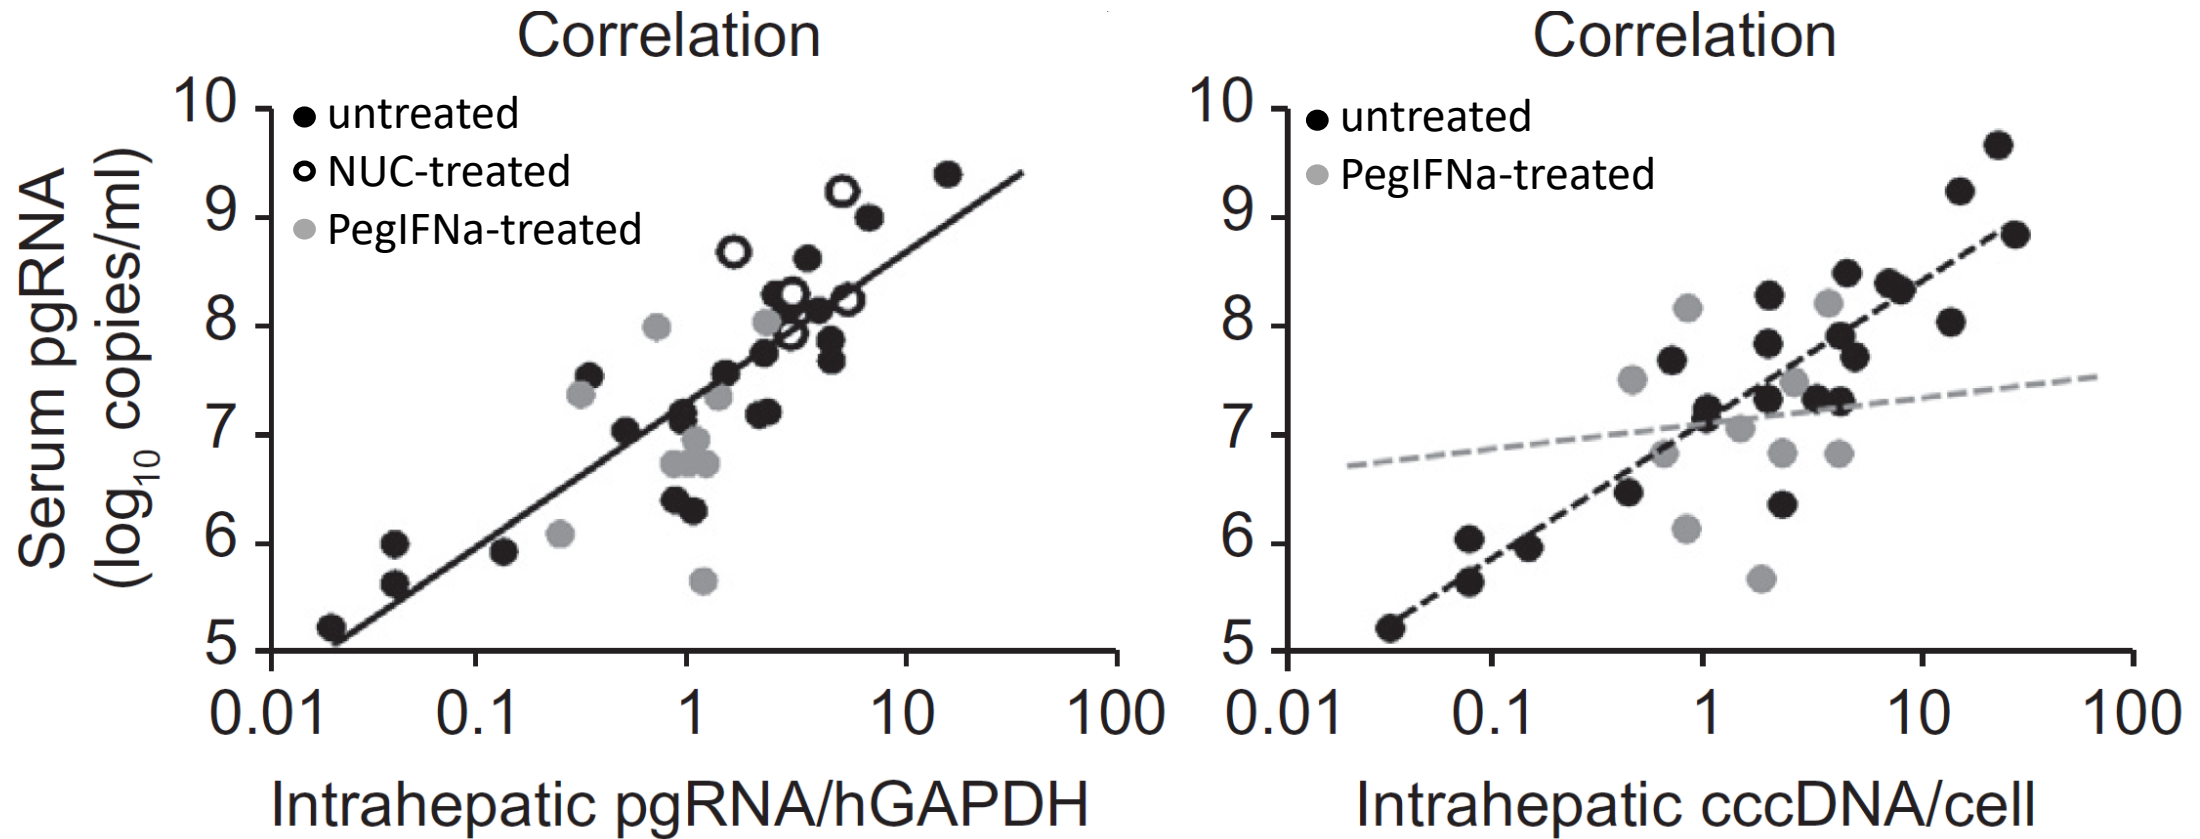 Correlation
10
9
8
7
6
5
Serum pgRNA
(log10 copies/ml)
untreated
NUC-treated
PegIFNa-treated
0.01 0.1 1 10 100
Intrahepatic pgRNA/hGAPDH
Correlation
10
9
8
7
6
5
untreated
PegIFNa-treated
0.01 0.1 1 10 100
Intrahepatic cccDNA/cell